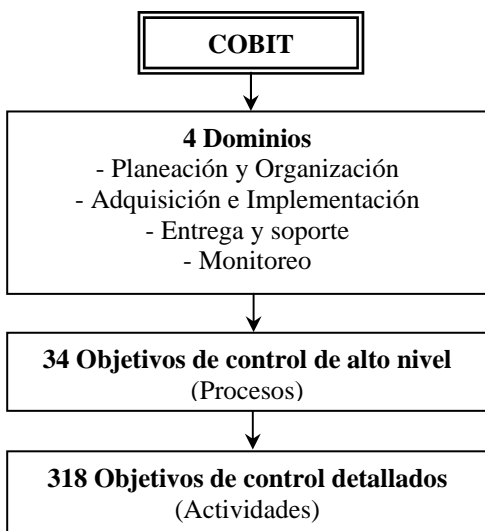 COBIT
4 Dominios
- Planeación y Organización
- Adquisición e Implementación
- Entrega y soporte
- Monitoreo
34 Objetivos de control de alto nivel
(Procesos)
318 Objetivos de control detallados
(Actividades)